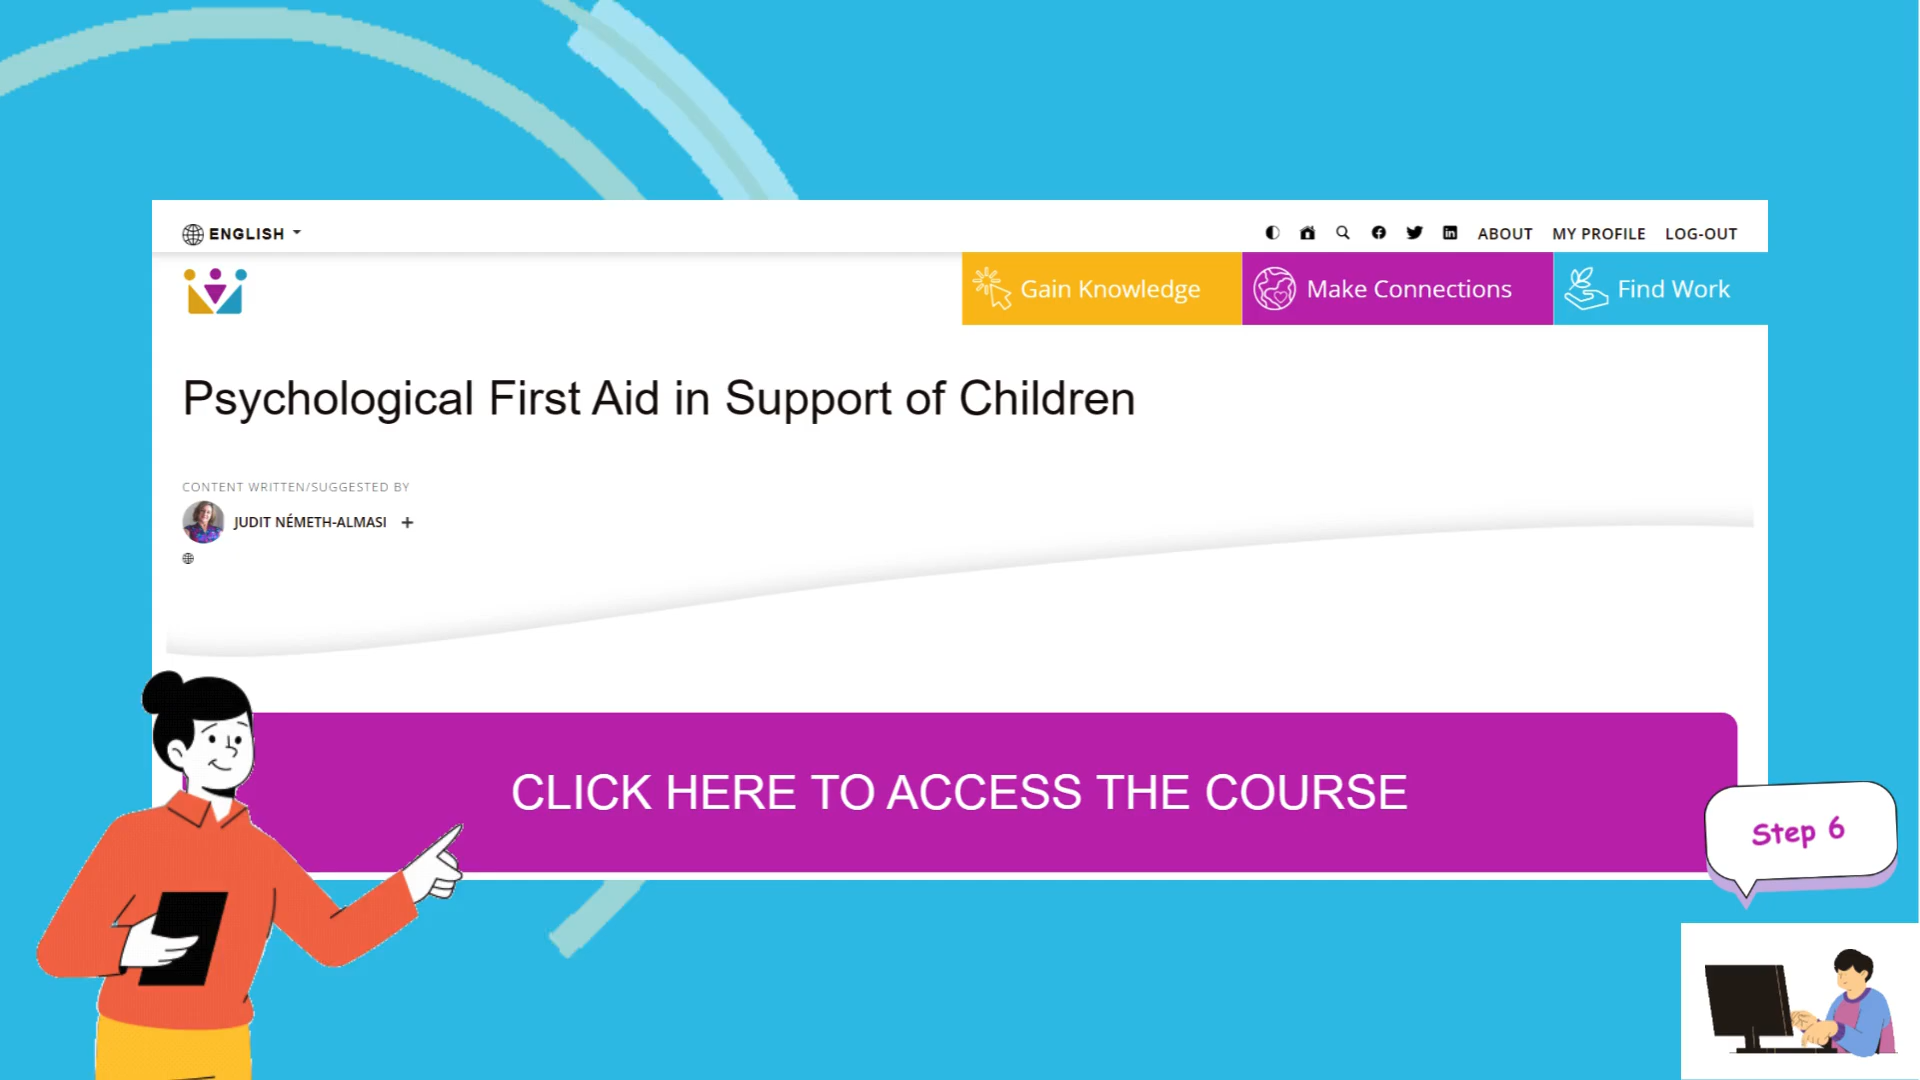 ENGLISH
ABOUT MY PROFILE LOG-OUT
Gain Knowledge
Make Connections
Find Work
Psychological First Aid in Support of Children
CONTENT WRITTEN/SUGGESTED BY
JUDIT NÉMETH-ALMASI +
CLICK HERE TO ACCESS THE COURSE
Step 6